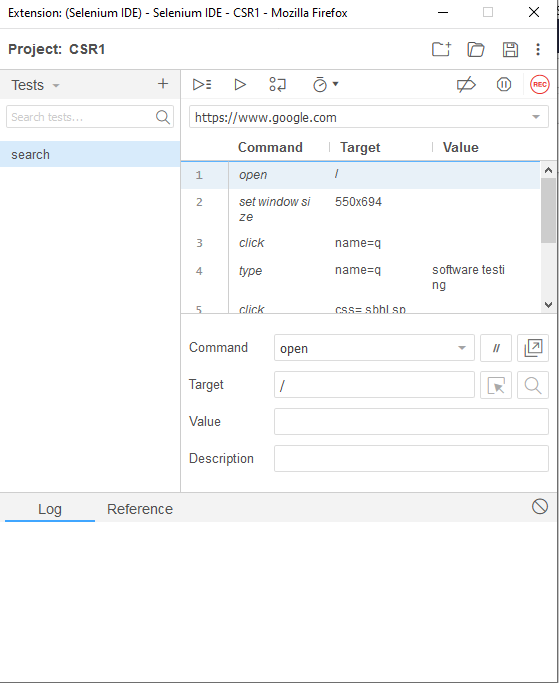 Extension: (Selenium IDE) - Selenium IDE - CSR1 - Mozilla Firefox
Project: CSR1
Tests
Search tests...
search
REC
https://www.google.com
Command Target Value
1 open /
2 set window si
ze 550x694
3 click name=q
4 type name=q software testi
ng
5 click
Command open //
Target /
Value
Description
Log Reference